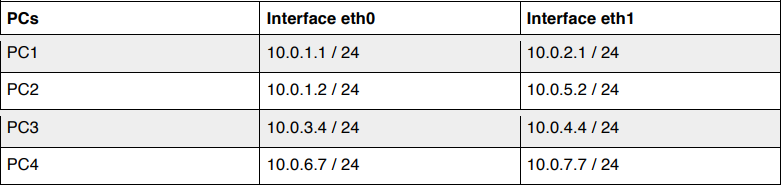 PCs Interface eth0 Interface eth1
PC1 10.0.1.1 / 24 10.0.2.1 / 24
PC2 10.0.1.2 / 24 10.0.5.2 / 24
PC3 10.0.3.4 / 24 10.0.4.4 / 24
PC4 10.0.6.7 / 24 10.0.7.7 / 24